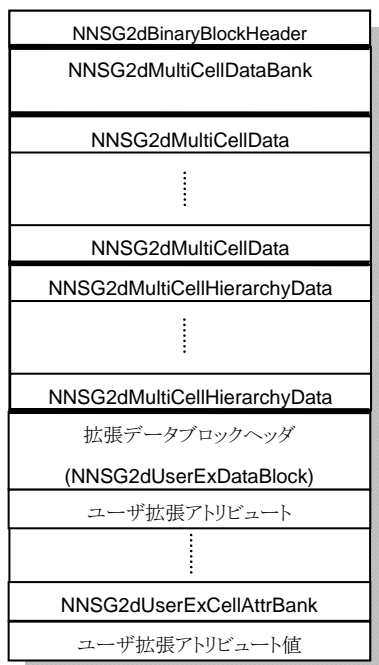 NNSG2dBinaryBlockHeader
NNSG2dMultiCellDataBank
NNSG2dMultiCellData
NNSG2dMultiCellData
NNSG2dMultiCellHierarchyData
NNSG2dMultiCellHierarchyData
拡張データブロックヘッダ
(NNSG2dUserExDataBlock)
ユーザ拡張アトリビュート
NNSG2dUserExCellAttrBank
ユーザ拡張アトリビュート値